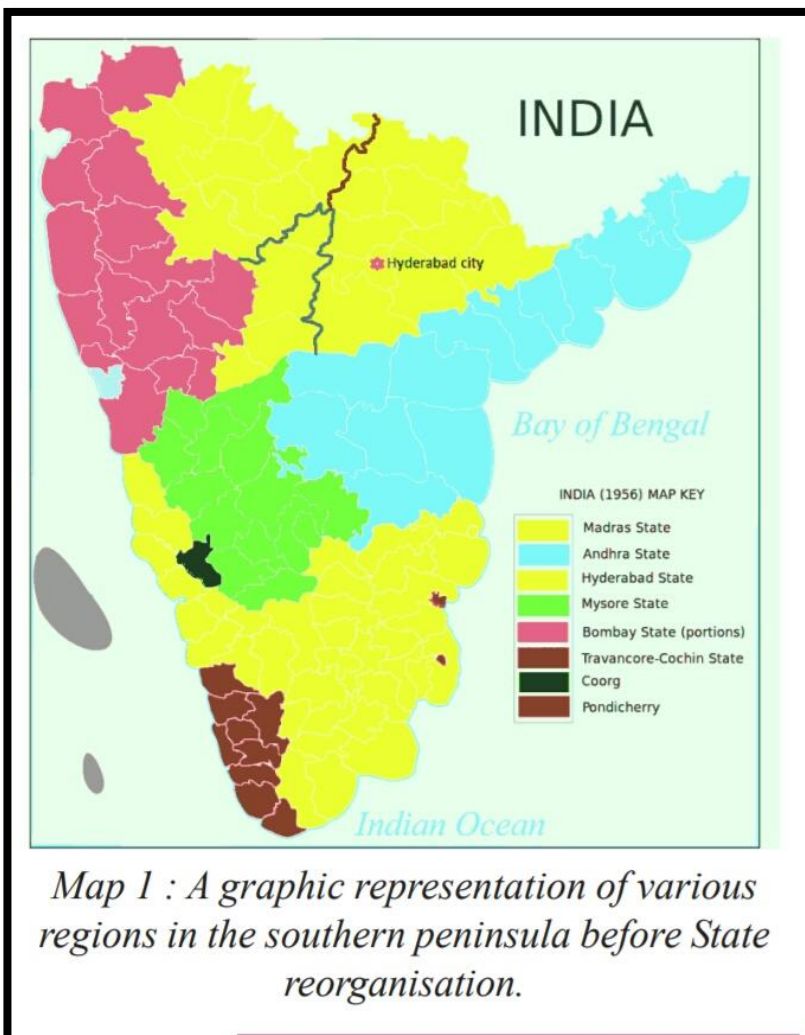 INDIA
Hyderabad city
Bay of Bengal
INDIA (1956) MAP KEY
Madras State
Andhra State
Hyderabad State
Mysore State
Bombay State (portions)
Travancore-Cochin State
Coorg
Pondicherry
Indian Ocean
Map 1 : A graphic representation of various
regions in the southern peninsula before State
reorganisation.